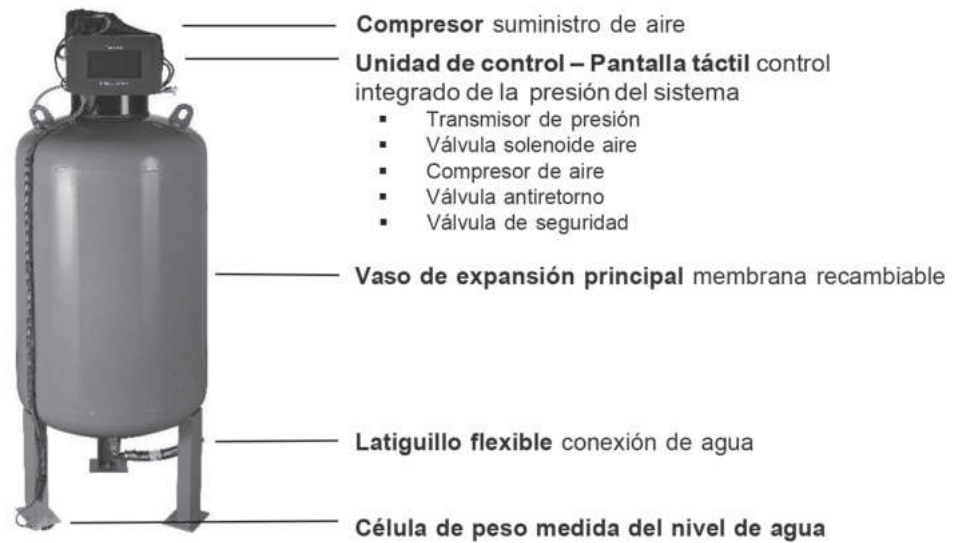 Compresor suministro de aire
Unidad de control – Pantalla táctil control
integrado de la presión del sistema
▪ Transmisor de presión
▪ Válvula solenoide aire
▪ Compresor de aire
▪ Válvula antiretorno
▪ Válvula de seguridad
Vaso de expansión principal membrana recambiable
Latiguillo flexible conexión de agua
Célula de peso medida del nivel de agua